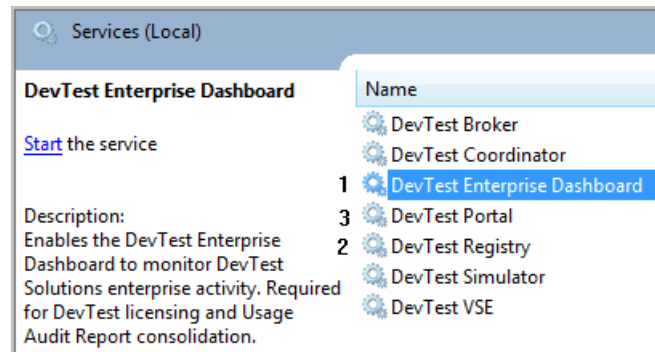 Services (Local)
DevTest Enterprise Dashboard
Start the service
Description:
Enables the DevTest Enterprise
Dashboard to monitor DevTest
Solutions enterprise activity. Required
for DevTest licensing and Usage
Audit Report consolidation.
Name
DevTest Broker
DevTest Coordinator
1 DevTest Enterprise Dashboard
3 DevTest Portal
2 DevTest Registry
DevTest Simulator
DevTest VSE